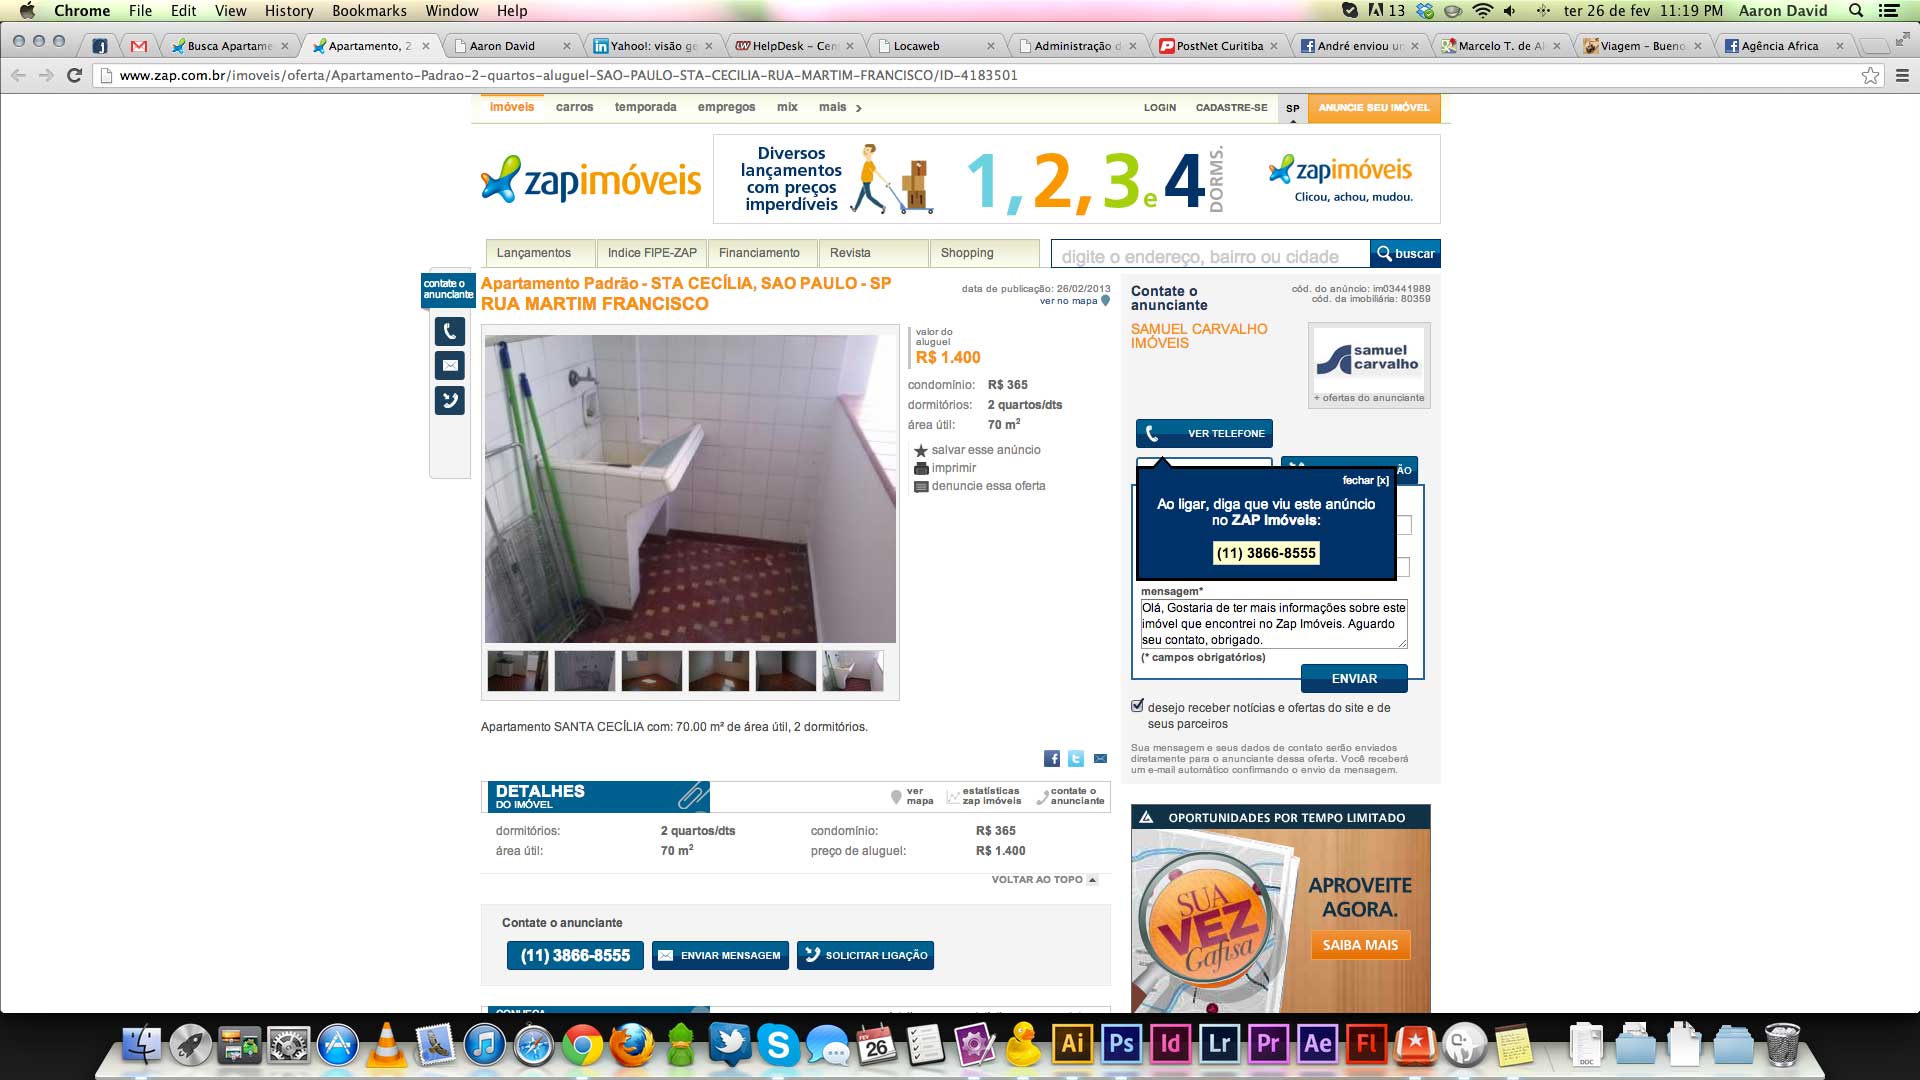 Chrome File Edit View History Bookmarks Window Help
13 ter 26 de fev 11:19 PM Aaron David
Busca Apartame
Apartamento, 2
Aaron David
Yahoo!: visão ge
HelpDesk – Cen
Locaweb
Administração d
PostNet Curitiba
André enviou um
Marcelo T. de A
Viagem – Bueno
Agência Africa
www.zap.com.br/imoveis/oferta/Apartamento-Padrao-2-quartos-aluguel-SAO-PAULO-STA-CECILIA-RUA-MARTIM-FRANCISCO/ID-4183501
imóveis carros temporada empregos mix mais
LOGIN CADASTRE-SE SP ANUNCIE SEU IMÓVEL
zapimóveis
Diversos
lançamentos
com preços
imperdíveis
1, 2, 3 e 4 DORMS.
zapimóveis
Clicou, achou, mudou.
Lançamentos Indice FIPE-ZAP Financiamento Revista Shopping
digite o endereço, bairro ou cidade buscar
contate o
anunciante
Apartamento Padrão - STA CECÍLIA, SAO PAULO - SP
RUA MARTIM FRANCISCO
data de publicação: 26/02/2013
ver no mapa
valor do
aluguel
R$ 1.400
condomínio: R$ 365
dormitórios: 2 quartos/dts
área útil: 70 m²
salvar esse anúncio
imprimir
denuncie essa oferta
Contate o
anunciante
cód. do anúncio: im03441989
cód. da imobiliária: 80359
SAMUEL CARVALHO
IMÓVEIS
samuel
carvalho
+ ofertas do anunciante
VER TELEFONE
ÃO
fechar [x]
Ao ligar, diga que viu este anúncio
no ZAP Imóveis:
(11) 3866-8555
mensagem*
Olá, Gostaria de ter mais informações sobre este
imóvel que encontrei no Zap Imóveis. Aguardo
seu contato, obrigado.
(* campos obrigatórios)
ENVIAR
desejo receber notícias e ofertas do site e de
seus parceiros
Sua mensagem e seus dados de contato serão enviados
diretamente para o anunciante dessa oferta. Você receberá
um e-mail automático confirmando o envio da mensagem.
Apartamento SANTA CECÍLIA com: 70.00 m² de área útil, 2 dormitórios.
DETALHES
DO IMÓVEL
ver
mapa
estatísticas
zap imóveis
contate o
anunciante
dormitórios: 2 quartos/dts condomínio: R$ 365
área útil: 70 m² preço de aluguel: R$ 1.400
VOLTAR AO TOPO
Contate o anunciante
(11) 3866-8555 ENVIAR MENSAGEM SOLICITAR LIGAÇÃO
OPORTUNIDADES POR TEMPO LIMITADO
SUA
VEZ
Gafisa
APROVEITE
AGORA.
SAIBA MAIS
26
Ai Ps Id Lr Pr Ae Fl
DOC